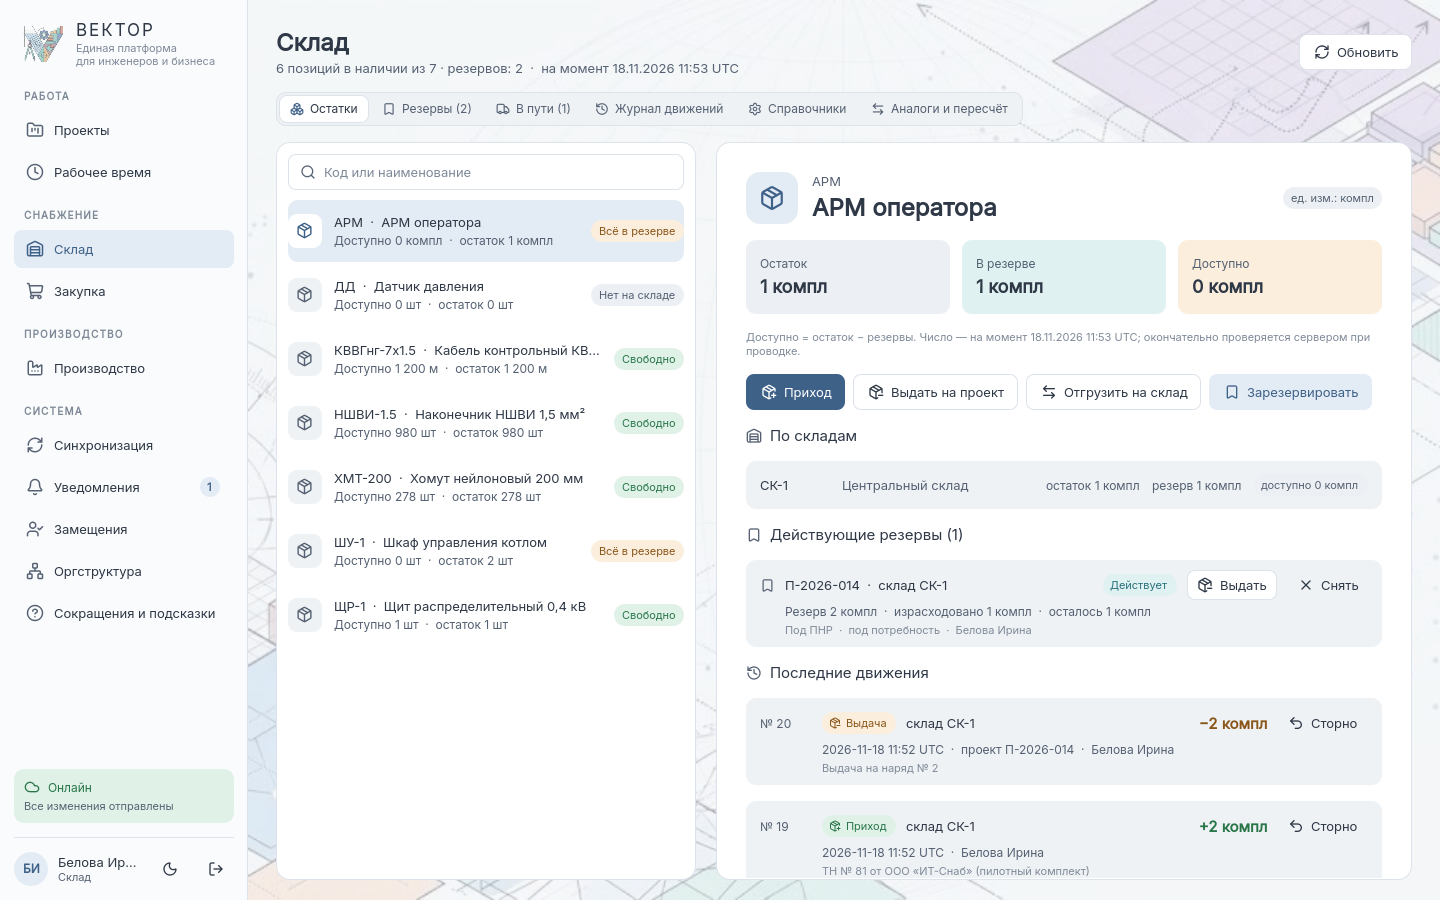 ВЕКТОР
Единая платформа
для инженеров и бизнеса
РАБОТА
Проекты
Рабочее время
СНАБЖЕНИЕ
Склад
Закупка
ПРОИЗВОДСТВО
Производство
СИСТЕМА
Синхронизация
Уведомления 1
Замещения
Оргструктура
Сокращения и подсказки
Онлайн
Все изменения отправлены
БИ Белова Ир...
Склад
Склад
6 позиций в наличии из 7 · резервов: 2 · на момент 18.11.2026 11:53 UTC
Обновить
Остатки Резервы (2) В пути (1) Журнал движений Справочники Аналоги и пересчёт
Код или наименование
АРМ · АРМ оператора
Доступно 0 компл · остаток 1 компл
Всё в резерве
ДД · Датчик давления
Доступно 0 шт · остаток 0 шт
Нет на складе
КВВГнг-7х1.5 · Кабель контрольный КВ...
Доступно 1 200 м · остаток 1 200 м
Свободно
НШВИ-1.5 · Наконечник НШВИ 1,5 мм²
Доступно 980 шт · остаток 980 шт
Свободно
ХМТ-200 · Хомут нейлоновый 200 мм
Доступно 278 шт · остаток 278 шт
Свободно
ШУ-1 · Шкаф управления котлом
Доступно 0 шт · остаток 2 шт
Всё в резерве
ЩР-1 · Щит распределительный 0,4 кВ
Доступно 1 шт · остаток 1 шт
Свободно
АРМ
АРМ оператора
ед. изм.: компл
Остаток
1 компл
В резерве
1 компл
Доступно
0 компл
Доступно = остаток − резервы. Число — на момент 18.11.2026 11:53 UTC; окончательно проверяется сервером при
проводке.
Приход Выдать на проект Отгрузить на склад Зарезервировать
По складам
СК-1 Центральный склад остаток 1 компл резерв 1 компл доступно 0 компл
Действующие резервы (1)
П-2026-014 · склад СК-1 Действует Выдать Снять
Резерв 2 компл · израсходовано 1 компл · осталось 1 компл
Под ПНР · под потребность · Белова Ирина
Последние движения
№ 20 Выдача склад СК-1 −2 компл Сторно
2026-11-18 11:52 UTC · проект П-2026-014 · Белова Ирина
Выдача на наряд № 2
№ 19 Приход склад СК-1 +2 компл Сторно
2026-11-18 11:52 UTC · Белова Ирина
ТН № 81 от ООО «ИТ-Снаб» (пилотный комплект)